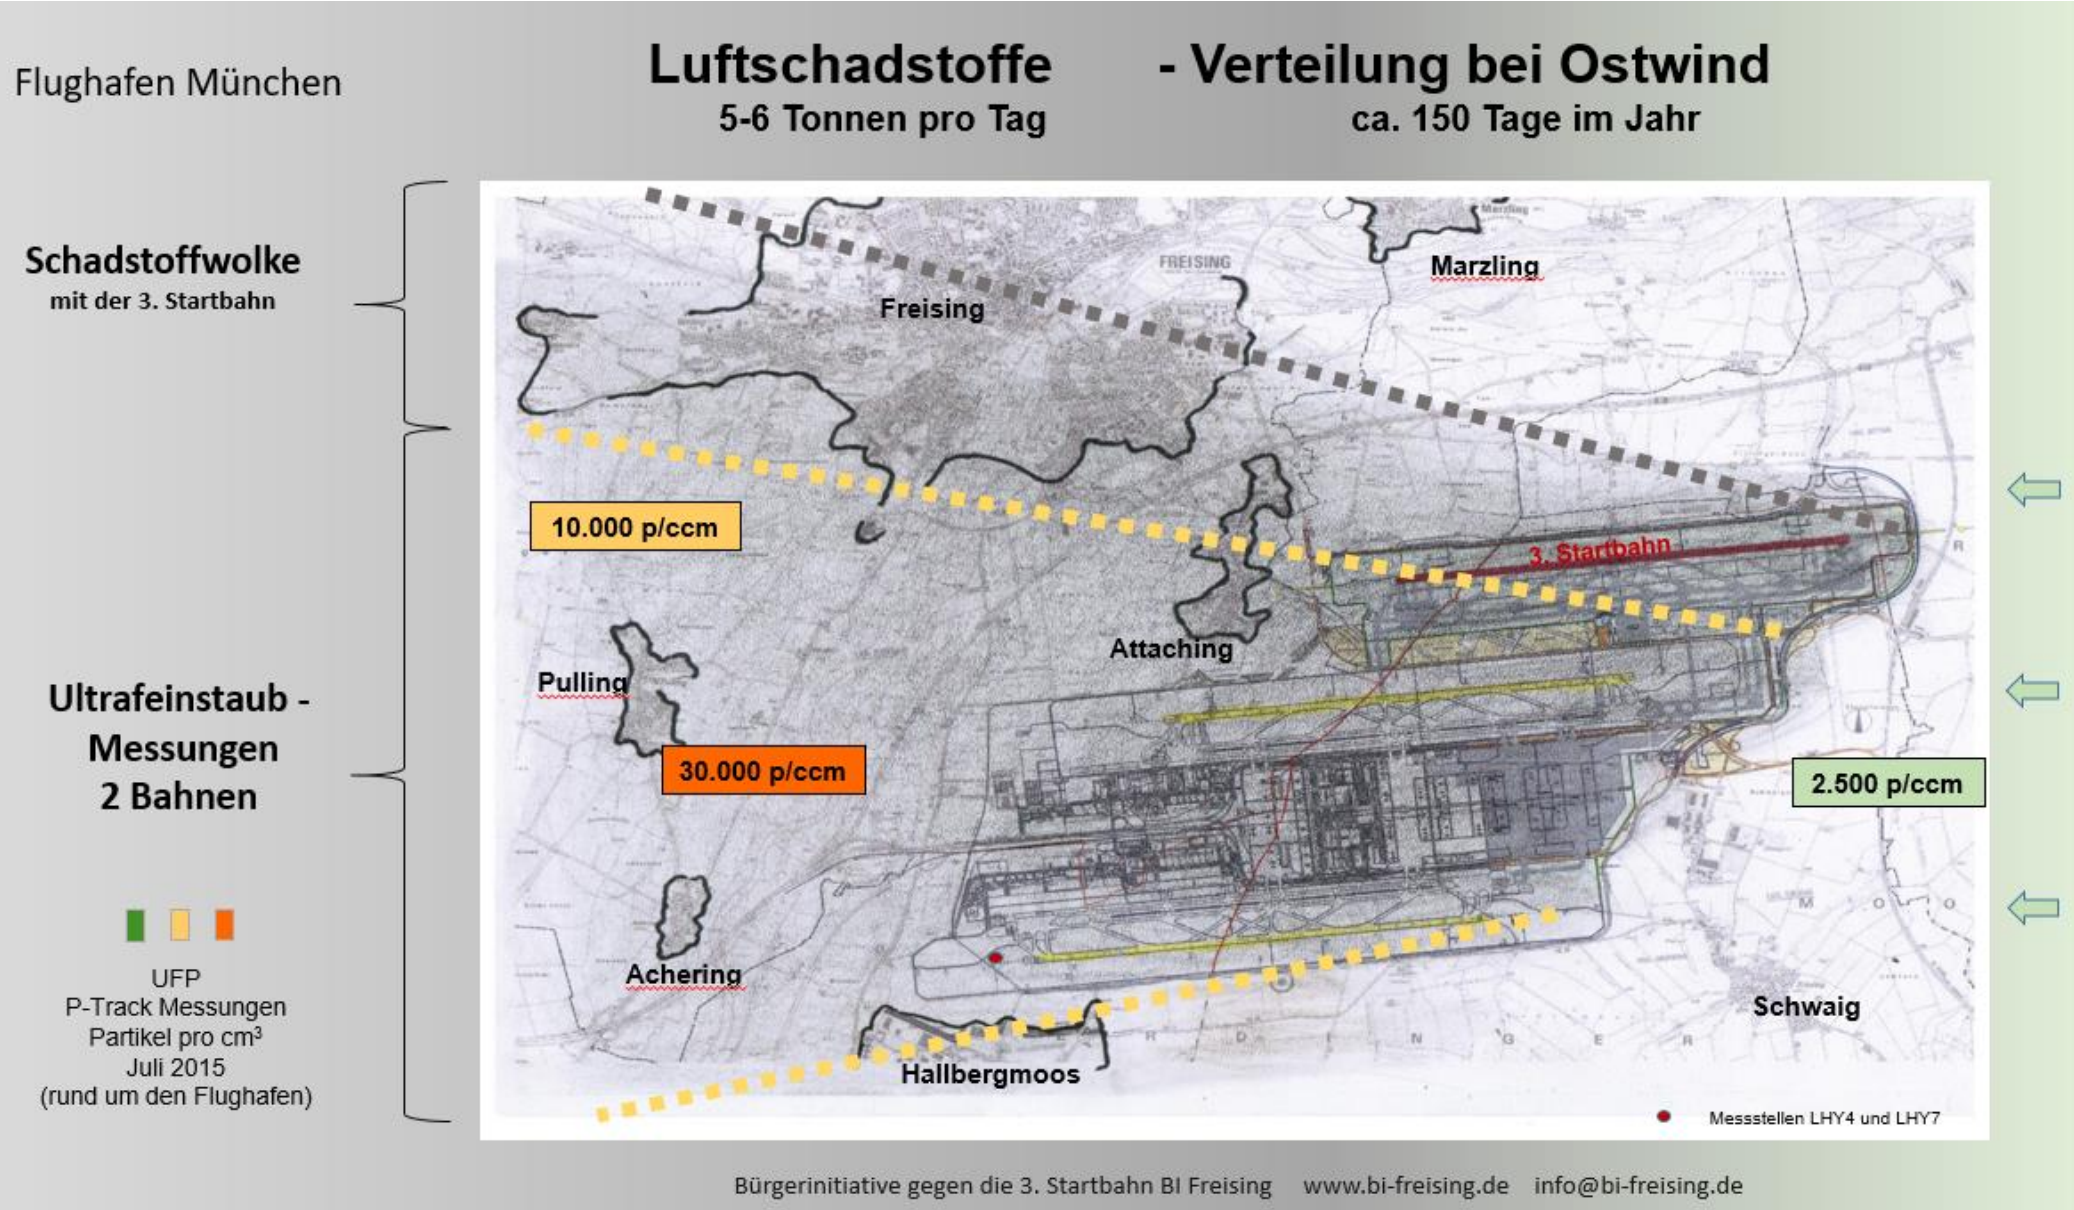 Flughafen München
Luftschadstoffe - Verteilung bei Ostwind
5-6 Tonnen pro Tag ca. 150 Tage im Jahr
Schadstoffwolke
mit der 3. Startbahn
Ultrafeinstaub -
Messungen
2 Bahnen
UFP
P-Track Messungen
Partikel pro cm³
Juli 2015
(rund um den Flughafen)
Marzling
FREISING
Marzling
Freising
10.000 p/ccm
3. Startbahn
R
Attaching
Pulling
30.000 p/ccm
2.500 p/ccm
M O O
Achering
Schwaig
R D I N G E R
Hallbergmoos
Messstellen LHY4 und LHY7
Bürgerinitiative gegen die 3. Startbahn BI Freising www.bi-freising.de info@bi-freising.de